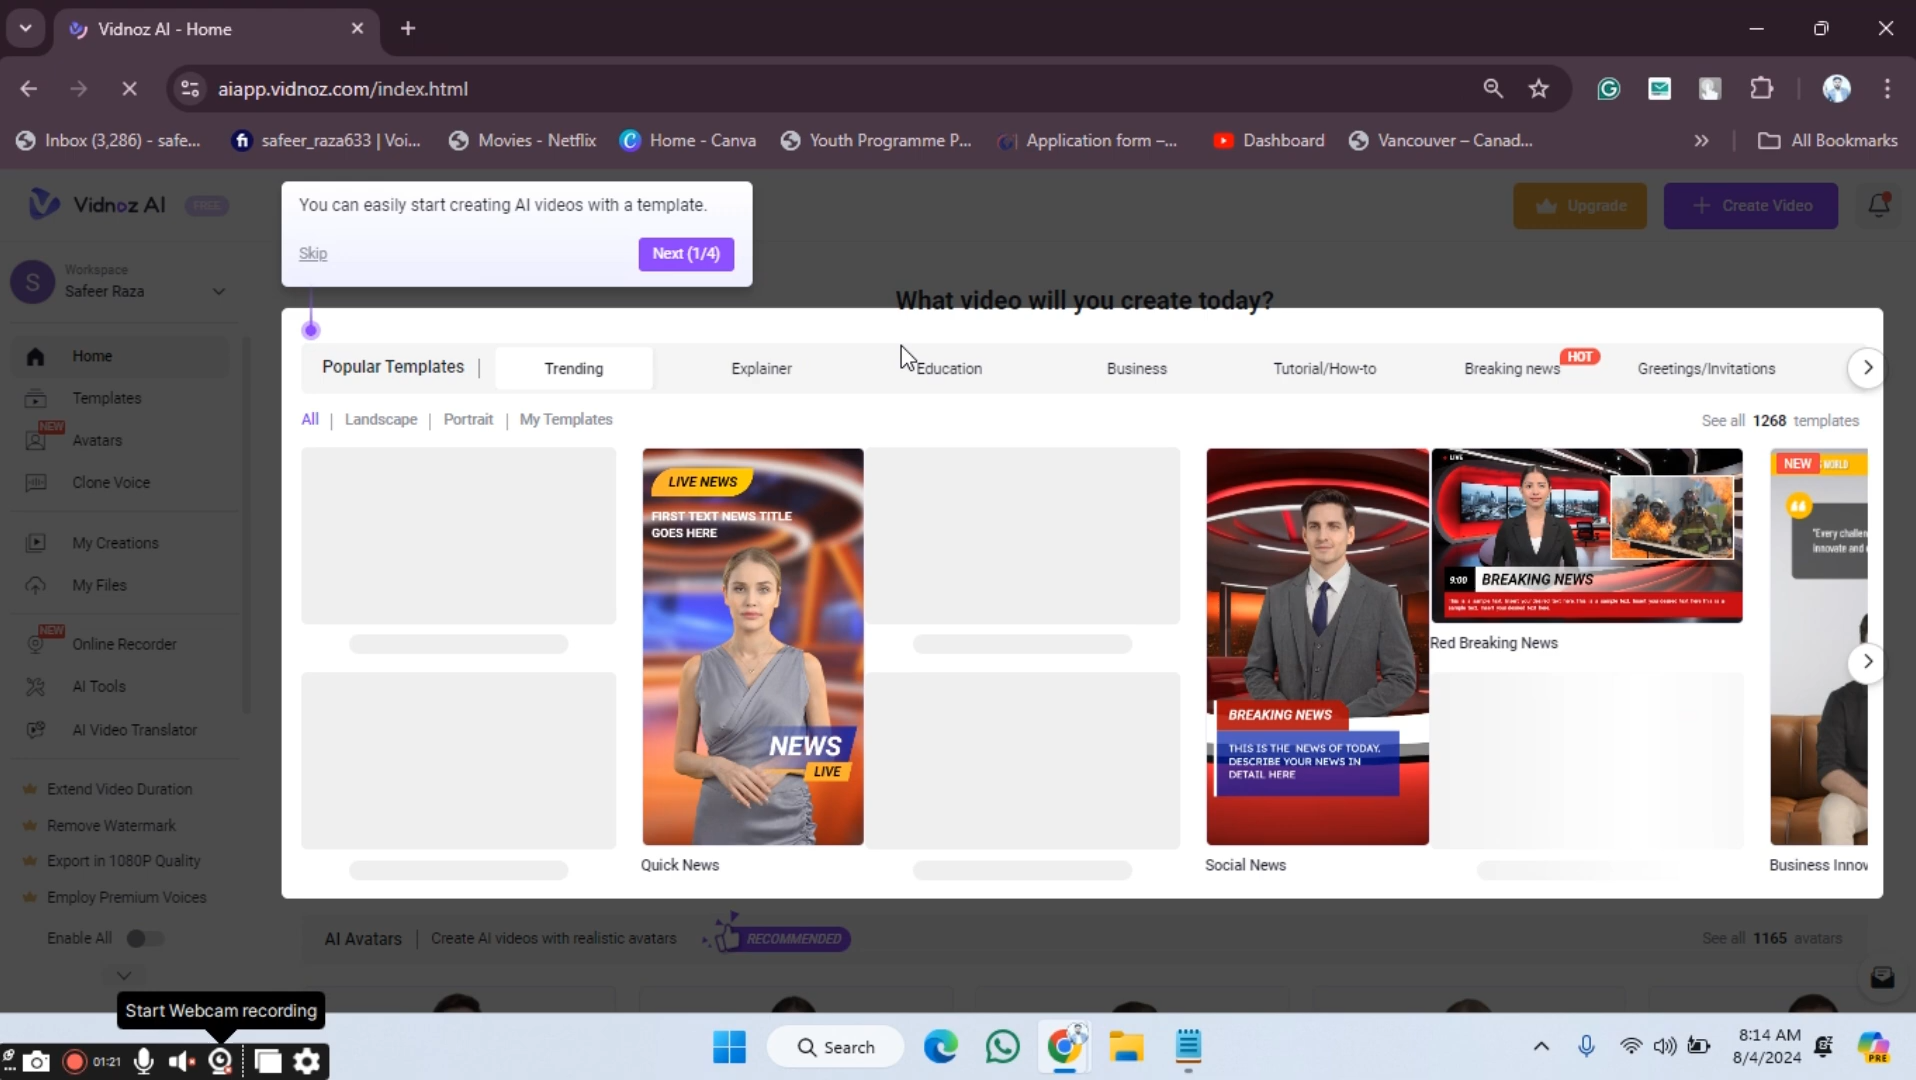 Vidnoz AI - Home
aiapp.vidnoz.com/index.html
Inbox (3,286) - safe...
safeer_raza633 | Voi...
Movies - Netflix
Home - Canva
Youth Programme P...
Application form –...
Dashboard
Vancouver – Canad...
All Bookmarks
Vidnoz AI
FREE
You can easily start creating AI videos with a template.
Skip
Next (1/4)
Upgrade
+ Create Video
S
Workspace
Safeer Raza
Home
Templates
NEW
Avatars
Clone Voice
My Creations
My Files
NEW
Online Recorder
AI Tools
AI Video Translator
Extend Video Duration
Remove Watermark
Export in 1080P Quality
Employ Premium Voices
Enable All
What video will you create today?
Popular Templates |
Trending
Explainer
Education
Business
Tutorial/How-to
Breaking news
HOT
Greetings/Invitations
All | Landscape | Portrait | My Templates
See all 1268 templates
LIVE NEWS
FIRST TEXT NEWS TITLE
GOES HERE
NEWS
LIVE
Quick News
BREAKING NEWS
THIS IS THE NEWS OF TODAY.
DESCRIBE YOUR NEWS IN
DETAIL HERE
Social News
LIVE
9:00 BREAKING NEWS
Red Breaking News
NEW
WORLD
"Every challen
innovate and
Business Innov
AI Avatars | Create AI videos with realistic avatars
RECOMMENDED
See all 1165 avatars
Start Webcam recording
01:21
Search
8:14 AM
8/4/2024
PRE